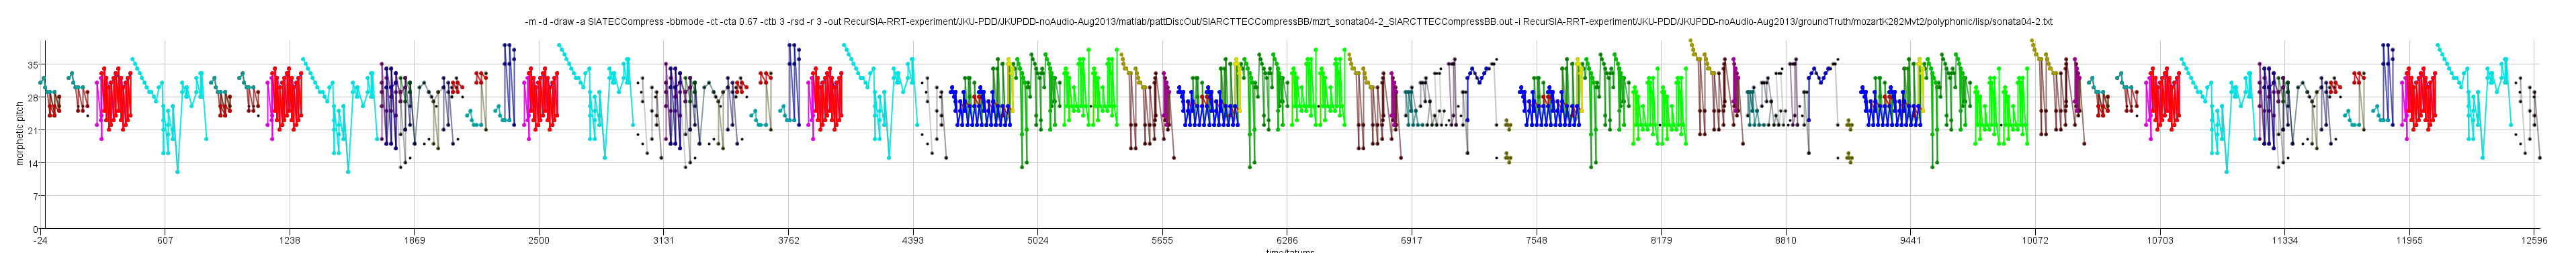 -m -d -draw -a SIATECCompress -bbmode -ct -cta 0.67 -ctb 3 -rsd -r 3 -out RecurSIA-RRT-experiment/JKU-PDD/JKUPDD-noAudio-Aug2013/matlab/pattDiscOut/SIARCTTECCompressBB/mzrt_sonata04-2_SIARCTTECCompressBB.out -i RecurSIA-RRT-experiment/JKU-PDD/JKUPDD-noAudio-Aug2013/groundTruth/mozartK282Mvt2/polyphonic/lisp/sonata04-2.txt
morphetic pitch
35
28
21
14
7
0
-24 607 1238 1869 2500 3131 3762 4393 5024 5655 6286 6917 7548 8179 8810 9441 10072 10703 11334 11965 12596
time/tatums